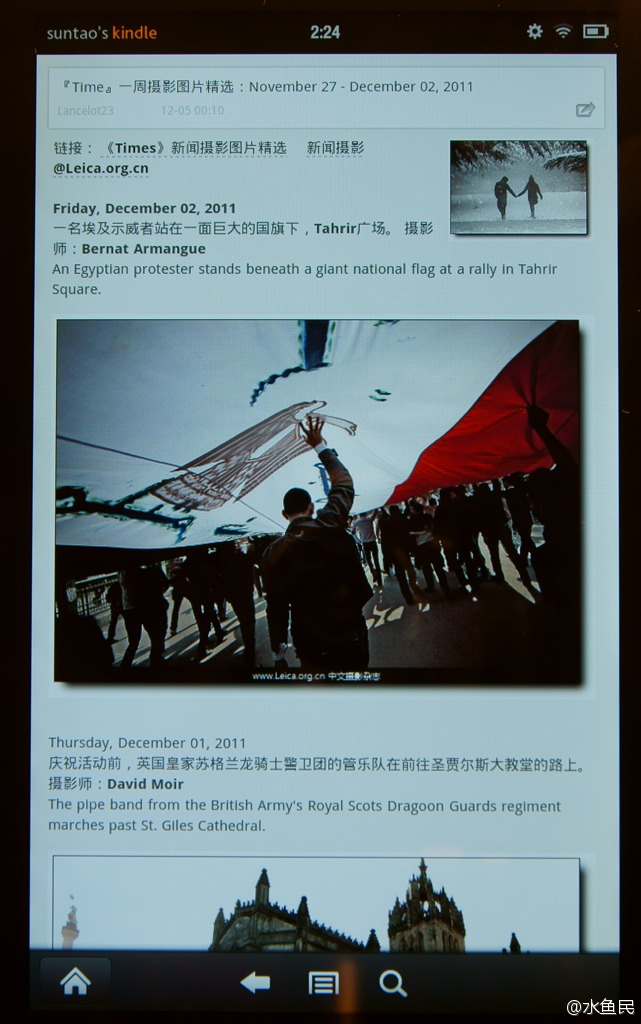 suntao's kindle
2:24
『Time』一周摄影图片精选：November 27 - December 02, 2011
Lancelot23 12-05 00:10
链接： 《Times》新闻摄影图片精选 新闻摄影
@Leica.org.cn
Friday, December 02, 2011
一名埃及示威者站在一面巨大的国旗下，Tahrir广场。 摄影
师：Bernat Armangue
An Egyptian protester stands beneath a giant national flag at a rally in Tahrir
Square.
www.Leica.org.cn 中文摄影杂志
Thursday, December 01, 2011
庆祝活动前，英国皇家苏格兰龙骑士警卫团的管乐队在前往圣贾尔斯大教堂的路上。
摄影师：David Moir
The pipe band from the British Army's Royal Scots Dragoon Guards regiment
marches past St. Giles Cathedral.
@水鱼民